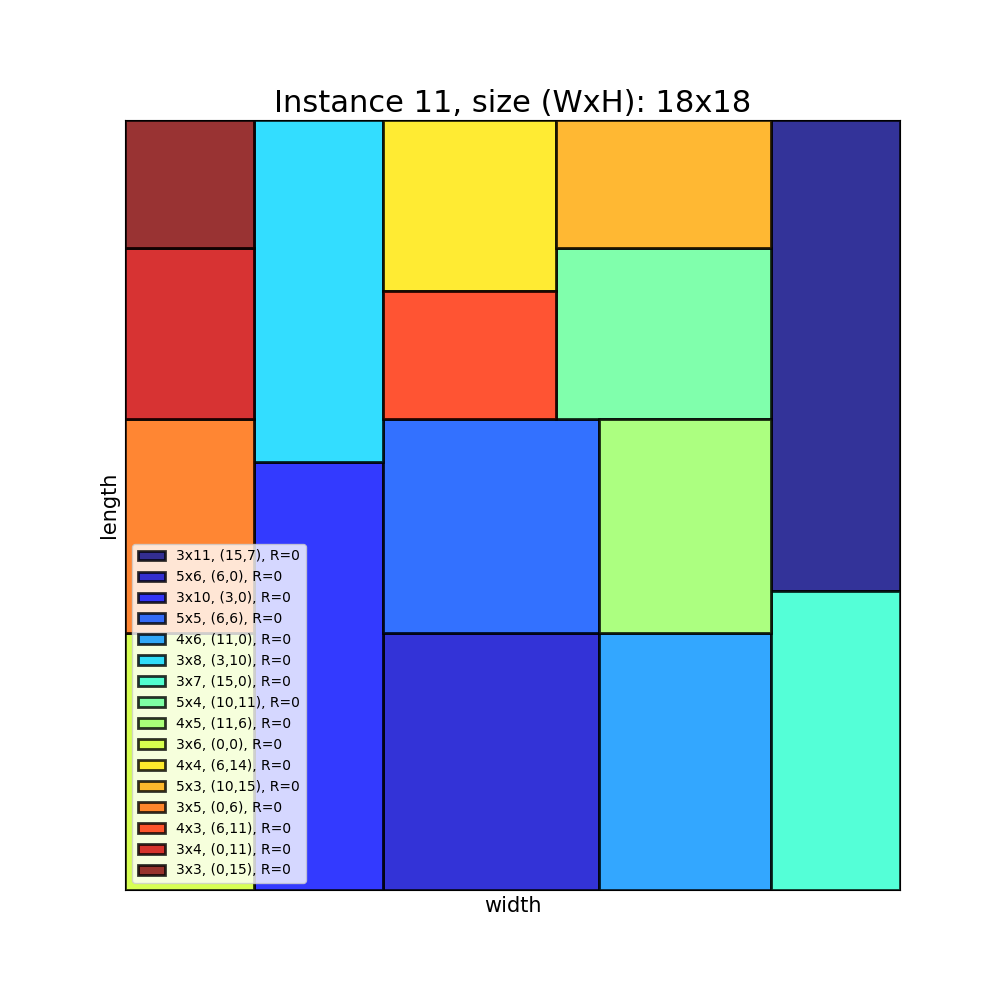 Instance 11, size (WxH): 18x18
length
3x11, (15,7), R=0
5x6, (6,0), R=0
3x10, (3,0), R=0
5x5, (6,6), R=0
4x6, (11,0), R=0
3x8, (3,10), R=0
3x7, (15,0), R=0
5x4, (10,11), R=0
4x5, (11,6), R=0
3x6, (0,0), R=0
4x4, (6,14), R=0
5x3, (10,15), R=0
3x5, (0,6), R=0
4x3, (6,11), R=0
3x4, (0,11), R=0
3x3, (0,15), R=0
width